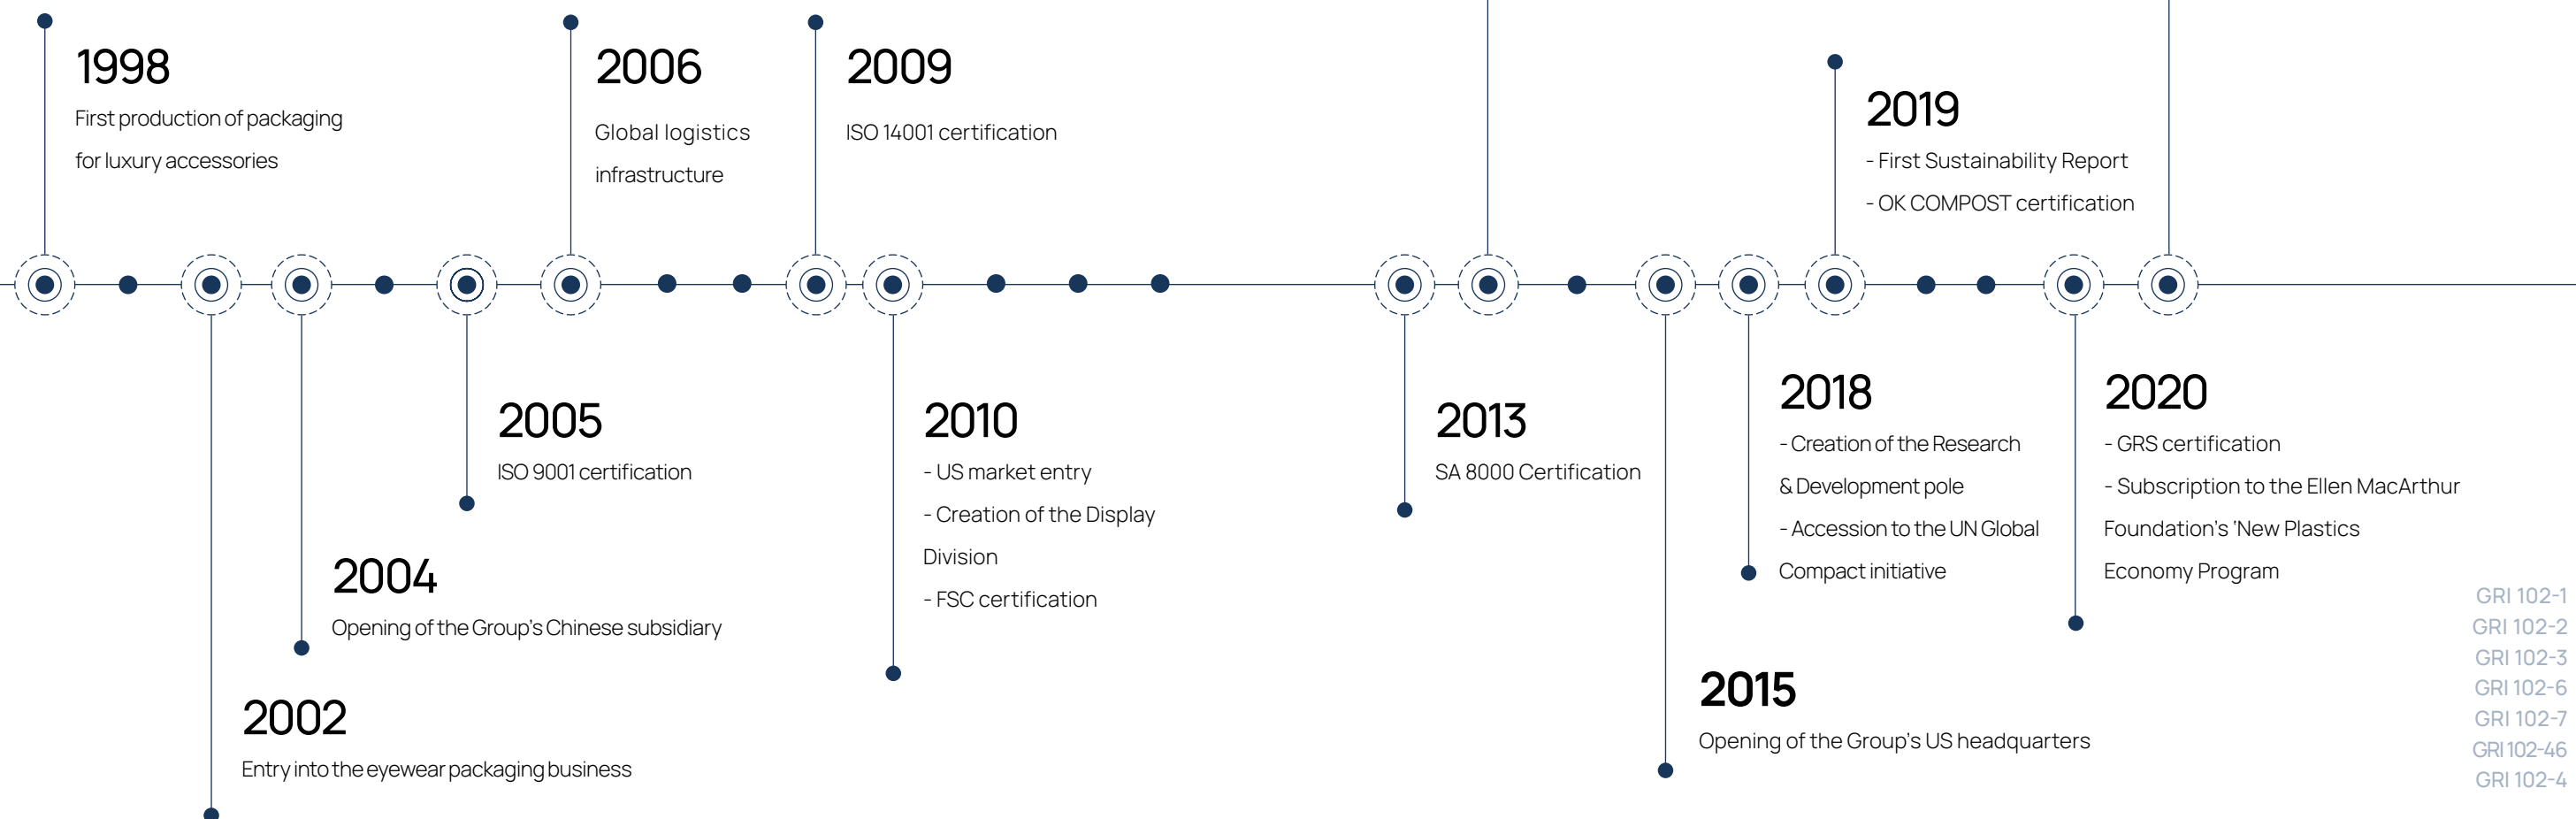 1998
First production of packaging
for luxury accessories
2006
Global logistics
infrastructure
2009
ISO 14001 certification
2019
- First Sustainability Report
- OK COMPOST certification
2005
ISO 9001 certification
2004
Opening of the Group's Chinese subsidiary
2002
Entry into the eyewear packaging business
2010
- US market entry
- Creation of the Display
Division
- FSC certification
2013
SA 8000 Certification
2018
- Creation of the Research
& Development pole
- Accession to the UN Global
Compact initiative
2015
Opening of the Group's US headquarters
2020
- GRS certification
- Subscription to the Ellen MacArthur
Foundation's 'New Plastics
Economy Program
GRI 102-1
GRI 102-2
GRI 102-3
GRI 102-6
GRI 102-7
GRI 102-46
GRI 102-4